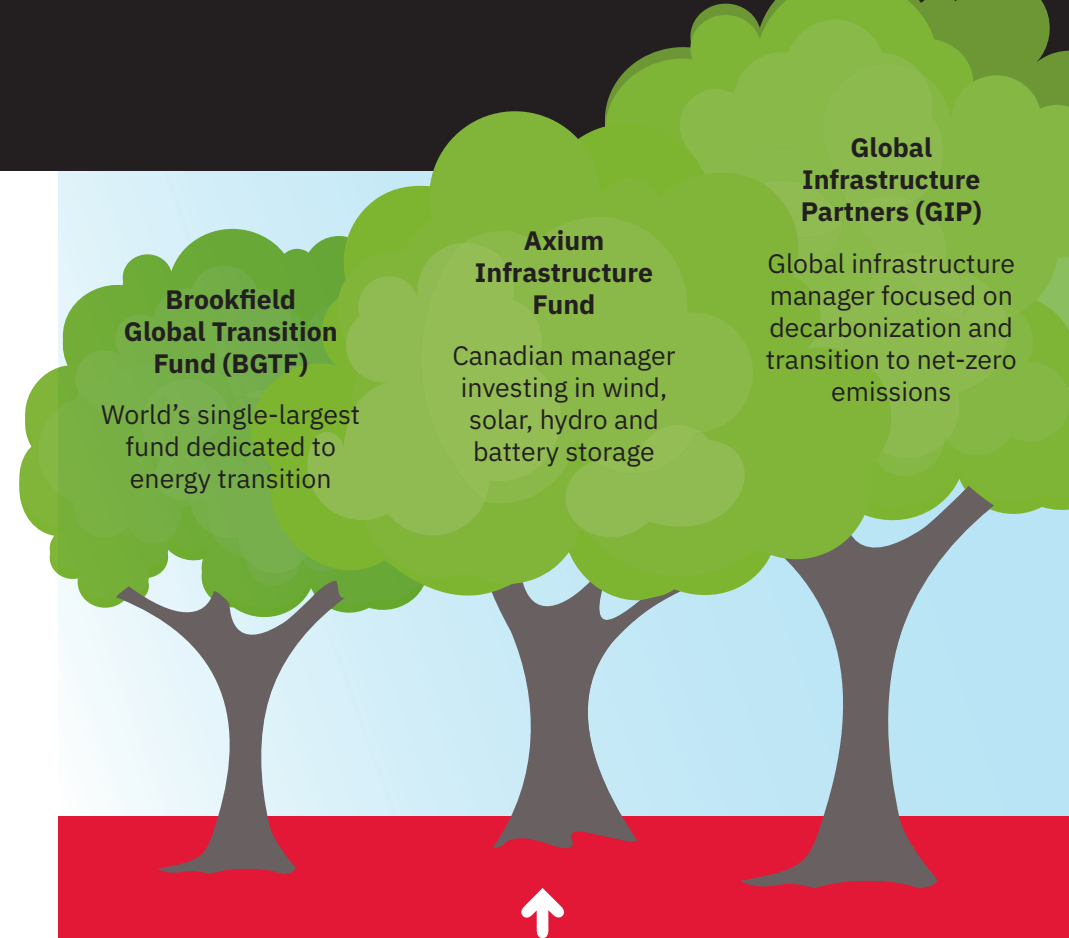 Brookfield
Global Transition
Fund (BGTF)
World’s single-largest
fund dedicated to
energy transition
Axium
Infrastructure
Fund
Canadian manager
investing in wind,
solar, hydro and
battery storage
Global
Infrastructure
Partners (GIP)
Global infrastructure
manager focused on
decarbonization and
transition to net-zero
emissions